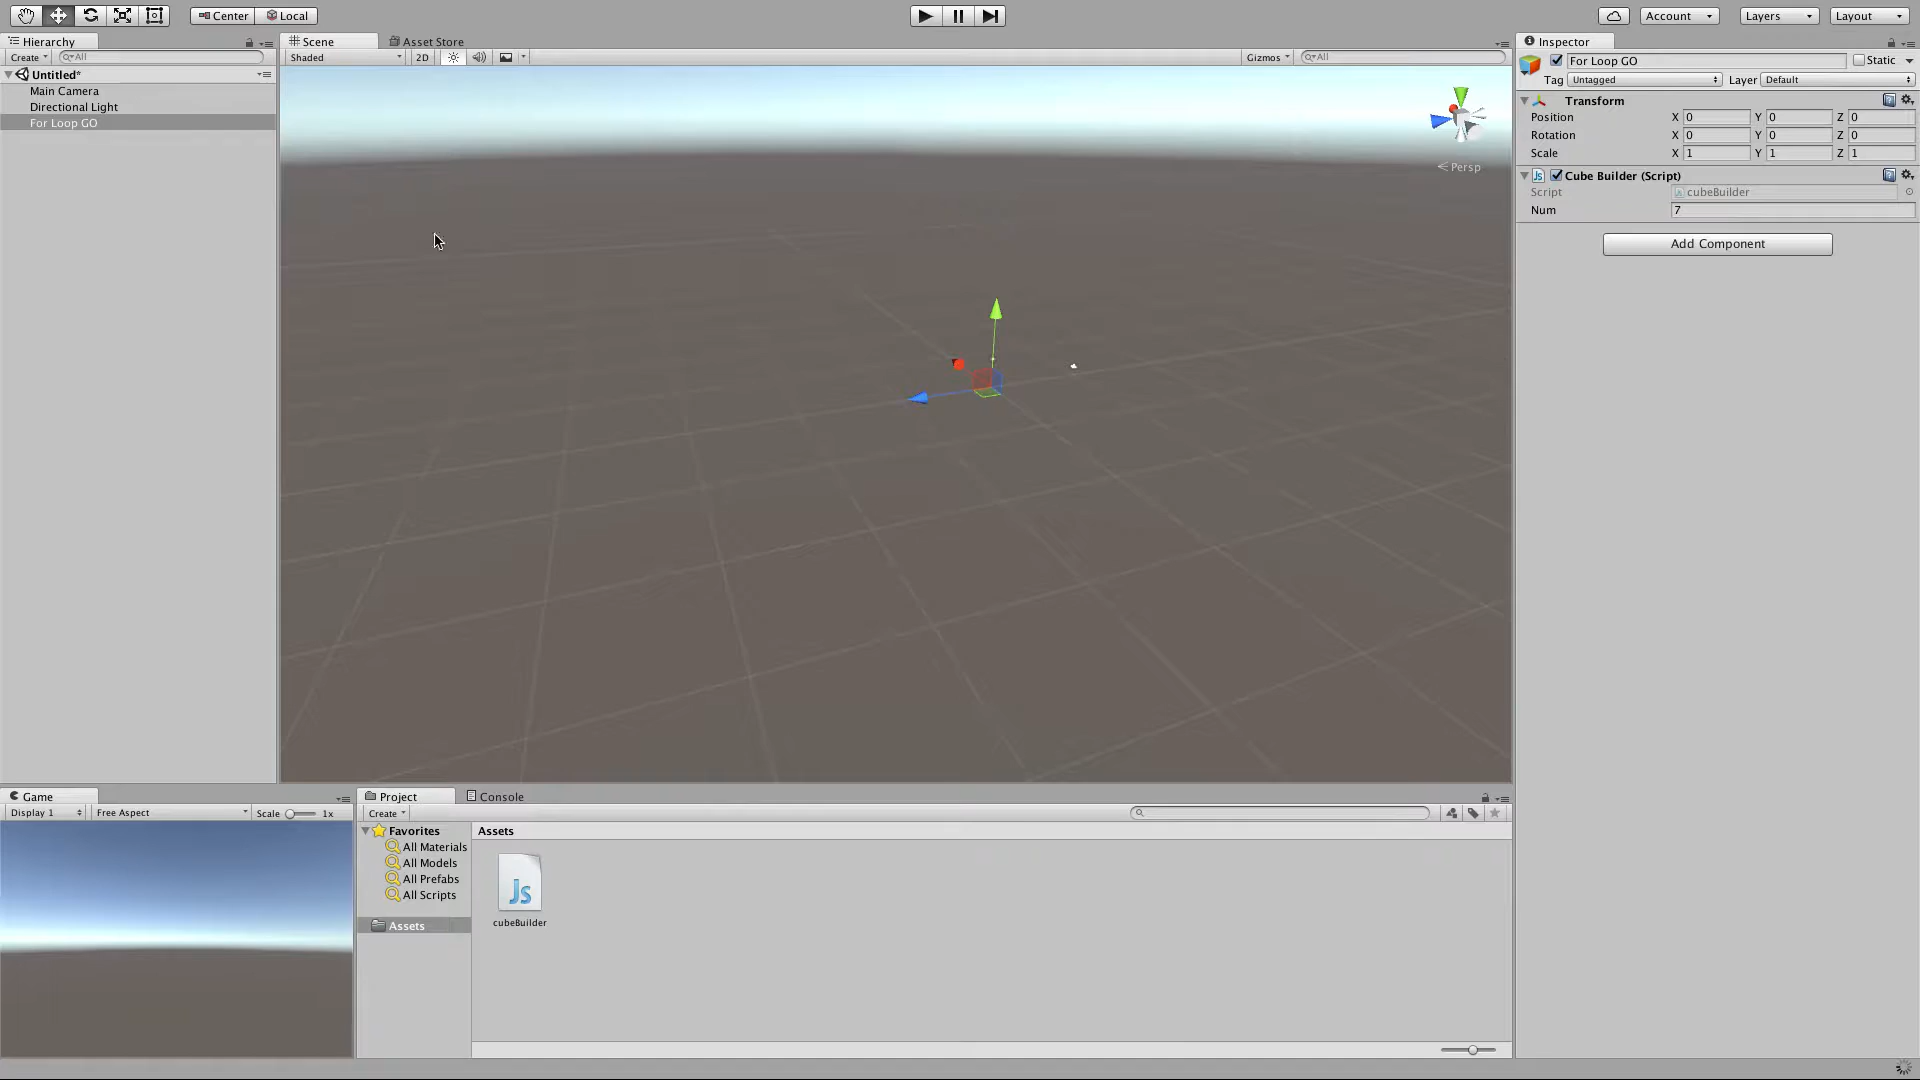 Center
Local
Account
Layers
Layout
Hierarchy
Create
All
Untitled*
Main Camera
Directional Light
For Loop GO
Scene
Asset Store
Shaded
2D
Gizmos
All
Persp
Inspector
For Loop GO
Static
Tag
Untagged
Layer
Default
Transform
Position
X 0
Y 0
Z 0
Rotation
X 0
Y 0
Z 0
Scale
X 1
Y 1
Z 1
Js
Cube Builder (Script)
Script
cubeBuilder
Num
7
Add Component
Game
Display 1
Free Aspect
Scale
1x
Project
Console
Create
Favorites
All Materials
All Models
All Prefabs
All Scripts
Assets
Assets
Js
cubeBuilder